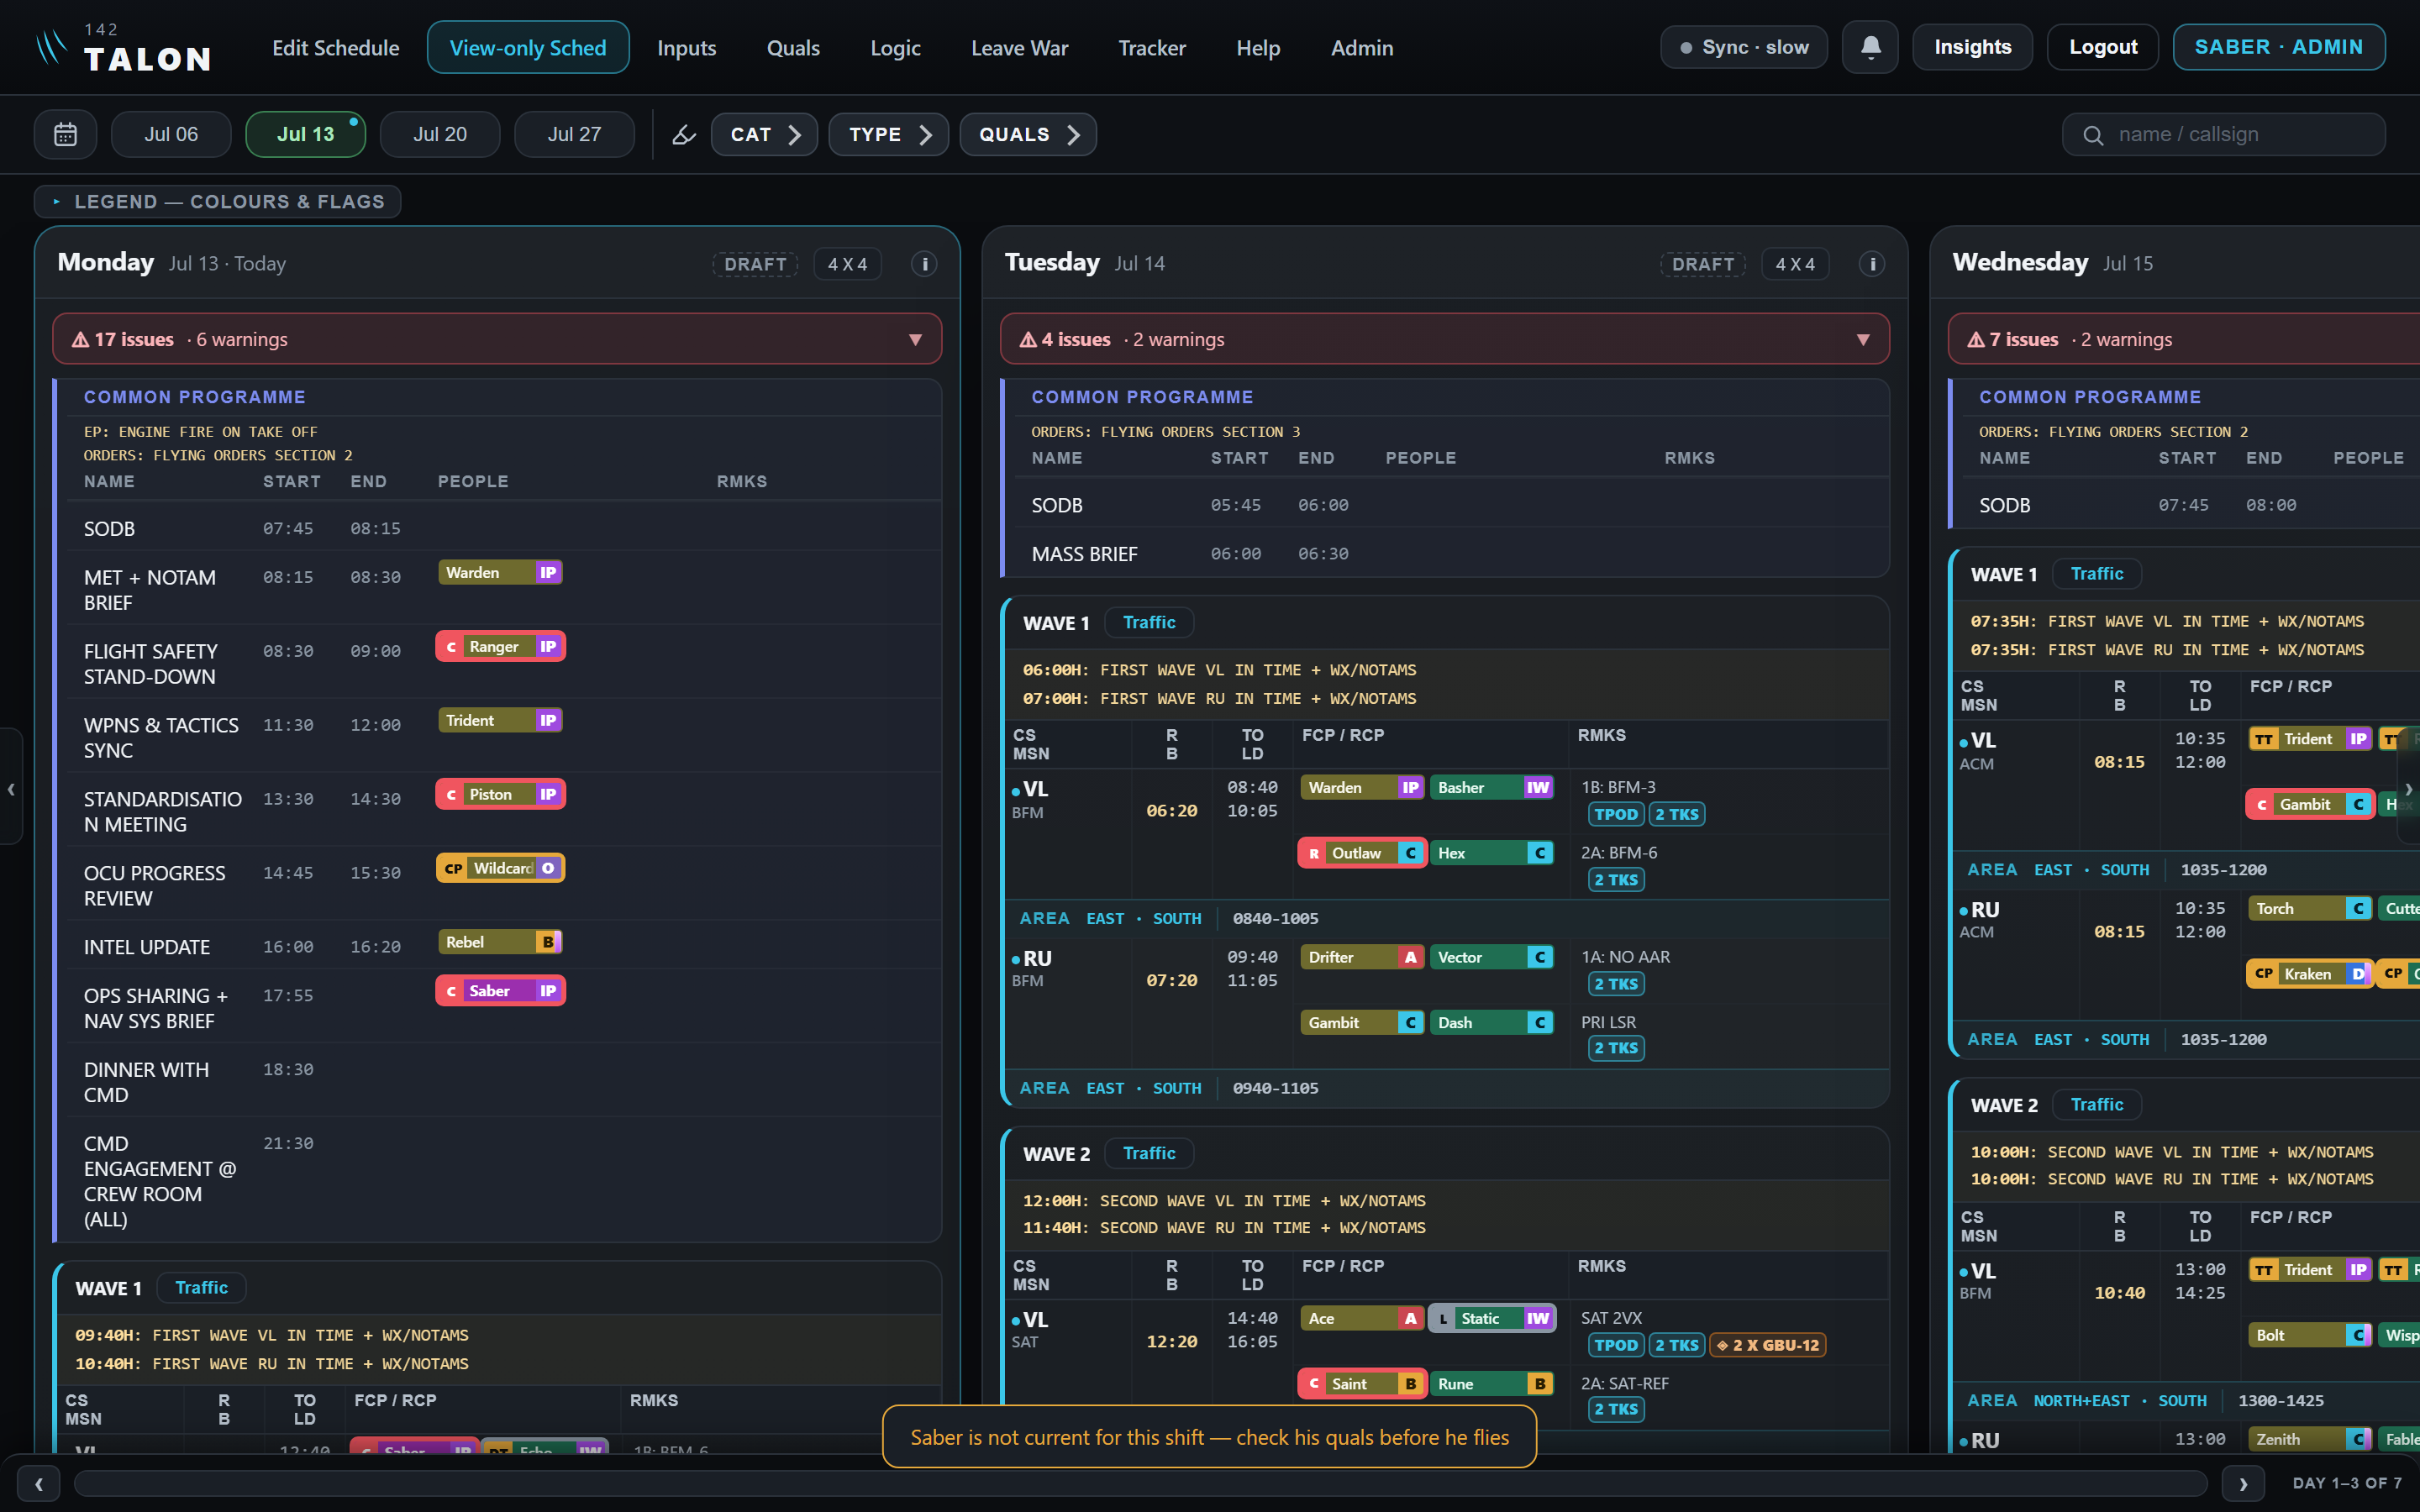 142
TALON
Edit Schedule
View-only Sched
Inputs
Quals
Logic
Leave War
Tracker
Help
Admin
Sync · slow
Insights
Logout
SABER · ADMIN
Jul 06
Jul 13
Jul 20
Jul 27
CAT
TYPE
QUALS
name / callsign
LEGEND — COLOURS & FLAGS
Monday Jul 13 · Today
DRAFT
4 X 4
i
17 issues · 6 warnings
COMMON PROGRAMME
EP: ENGINE FIRE ON TAKE OFF
ORDERS: FLYING ORDERS SECTION 2
NAME START END PEOPLE RMKS
SODB 07:45 08:15
MET + NOTAM 08:15 08:30 Warden IP
BRIEF
FLIGHT SAFETY 08:30 09:00 C Ranger IP
STAND-DOWN
WPNS & TACTICS 11:30 12:00 Trident IP
SYNC
STANDARDISATIO 13:30 14:30 C Piston IP
N MEETING
OCU PROGRESS 14:45 15:30 CP Wildcard O
REVIEW
INTEL UPDATE 16:00 16:20 Rebel B
OPS SHARING + 17:55 C Saber IP
NAV SYS BRIEF
DINNER WITH 18:30
CMD
CMD 21:30
ENGAGEMENT @
CREW ROOM
(ALL)
WAVE 1 Traffic
09:40H: FIRST WAVE VL IN TIME + WX/NOTAMS
10:40H: FIRST WAVE RU IN TIME + WX/NOTAMS
CS R TO FCP / RCP RMKS
MSN B LD
VL 12:40 C Saber IP Echo IW 1B: BFM-6
Tuesday Jul 14
DRAFT
4 X 4
i
4 issues · 2 warnings
COMMON PROGRAMME
ORDERS: FLYING ORDERS SECTION 3
NAME START END PEOPLE RMKS
SODB 05:45 06:00
MASS BRIEF 06:00 06:30
WAVE 1 Traffic
06:00H: FIRST WAVE VL IN TIME + WX/NOTAMS
07:00H: FIRST WAVE RU IN TIME + WX/NOTAMS
CS R TO FCP / RCP RMKS
MSN B LD
VL 08:40 Warden IP Basher IW 1B: BFM-3
BFM 06:20 10:05 TPOD 2 TKS
R Outlaw C Hex C 2A: BFM-6
2 TKS
AREA EAST · SOUTH 0840-1005
RU 09:40 Drifter A Vector C 1A: NO AAR
BFM 07:20 11:05 2 TKS
Gambit C Dash C PRI LSR
2 TKS
AREA EAST · SOUTH 0940-1105
WAVE 2 Traffic
12:00H: SECOND WAVE VL IN TIME + WX/NOTAMS
11:40H: SECOND WAVE RU IN TIME + WX/NOTAMS
CS R TO FCP / RCP RMKS
MSN B LD
VL 14:40 Ace A L Static IW SAT 2VX
SAT 12:20 16:05 TPOD 2 TKS 2 X GBU-12
C Saint B Rune B 2A: SAT-REF
2 TKS
Wednesday Jul 15
7 issues · 2 warnings
COMMON PROGRAMME
ORDERS: FLYING ORDERS SECTION 2
NAME START END PEOPLE
SODB 07:45 08:00
WAVE 1 Traffic
07:35H: FIRST WAVE VL IN TIME + WX/NOTAMS
07:35H: FIRST WAVE RU IN TIME + WX/NOTAMS
CS R TO FCP / RCP
MSN B LD
VL 10:35 TT Trident IP
ACM 08:15 12:00
C Gambit C
AREA EAST · SOUTH 1035-1200
RU 10:35 Torch C Cutte
ACM 08:15 12:00
CP Kraken D CP
AREA EAST · SOUTH 1035-1200
WAVE 2 Traffic
10:00H: SECOND WAVE VL IN TIME + WX/NOTAMS
10:00H: SECOND WAVE RU IN TIME + WX/NOTAMS
CS R TO FCP / RCP
MSN B LD
VL 13:00 TT Trident IP TT
BFM 10:40 14:25
Bolt C Wisp
AREA NORTH+EAST · SOUTH 1300-1425
RU 13:00 Zenith C Fable
Saber is not current for this shift — check his quals before he flies
DAY 1–3 OF 7